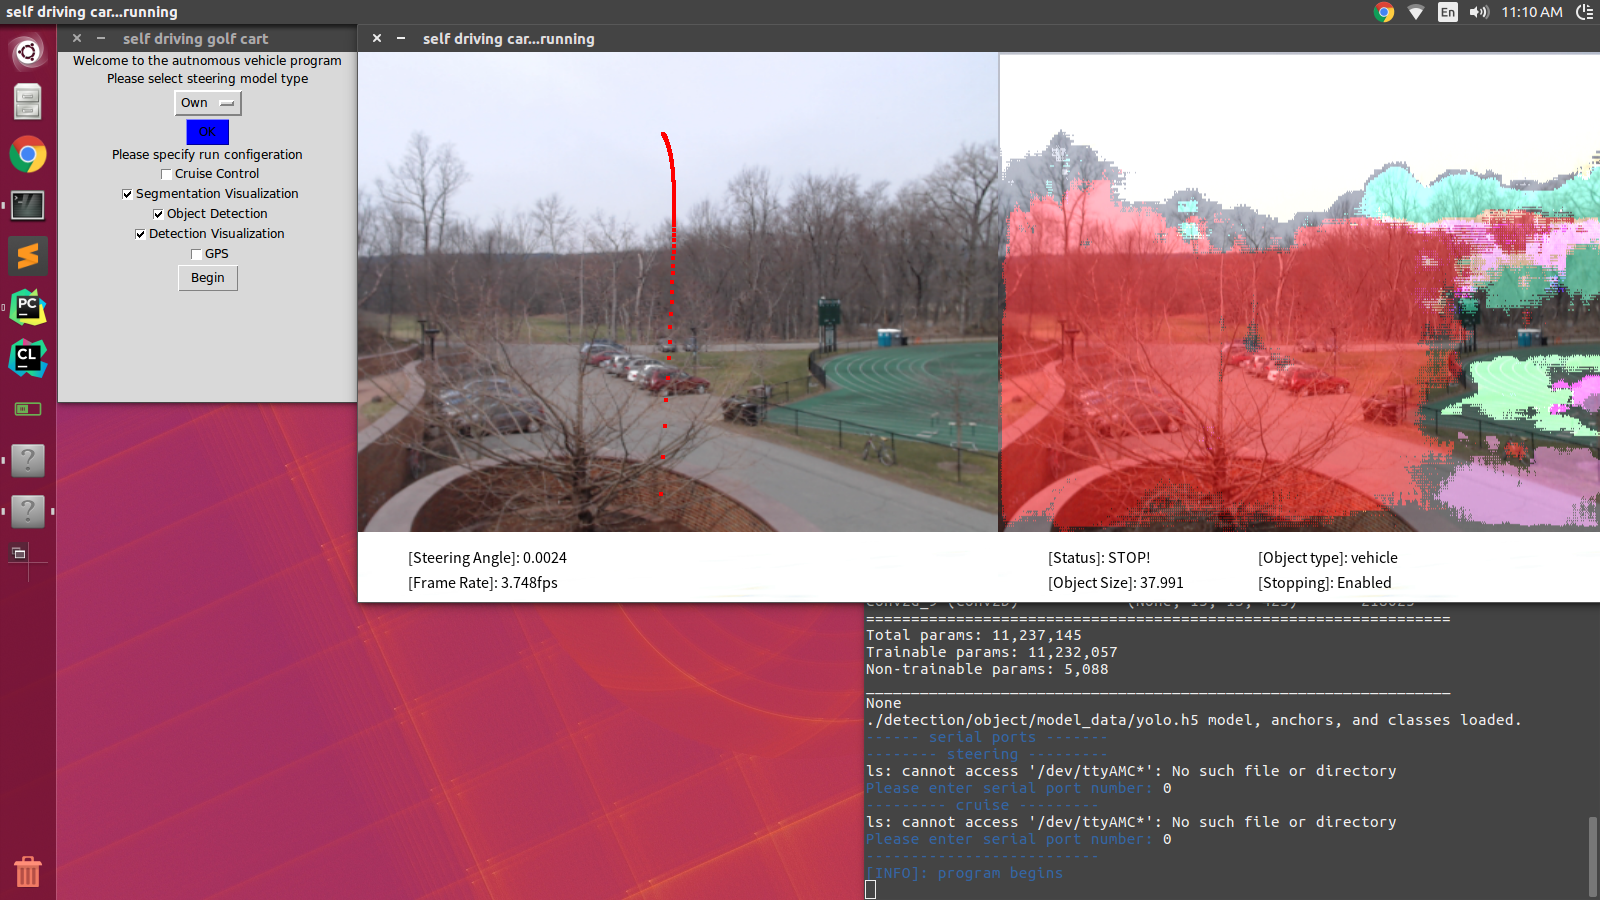 self driving car...running
En
11:10 AM
self driving golf cart
Welcome to the autnomous vehicle program
Please select steering model type
Own
OK
Please specify run configeration
Cruise Control
Segmentation Visualization
Object Detection
Detection Visualization
GPS
Begin
PC
CL
?
?
self driving car...running
[Steering Angle]: 0.0024
[Frame Rate]: 3.748fps
[Status]: STOP!
[Object type]: vehicle
[Object Size]: 37.991
[Stopping]: Enabled
==================================================================
Total params: 11,237,145
Trainable params: 11,232,057
Non-trainable params: 5,088
_________________________________________________________________
None
./detection/object/model_data/yolo.h5 model, anchors, and classes loaded.
------ serial ports -------
-------- steering ---------
ls: cannot access '/dev/ttyAMC*': No such file or directory
Please enter serial port number: 0
--------- cruise ---------
ls: cannot access '/dev/ttyAMC*': No such file or directory
Please enter serial port number: 0
--------------------------
[INFO]: program begins